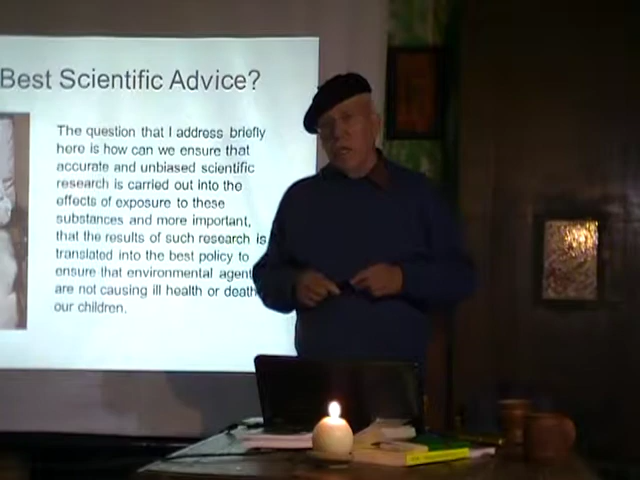 Best Scientific Advice?
The question that I address briefly
here is how can we ensure that
accurate and unbiased scientific
research is carried out into the
effects of exposure to these
substances and more important,
that the results of such research is
translated into the best policy to
ensure that environmental agent
are not causing ill health or death
our children.